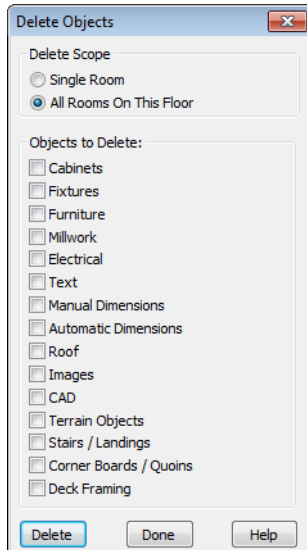 Delete Objects
Delete Scope
Single Room
All Rooms On This Floor
Objects to Delete:
Cabinets
Fixtures
Furniture
Millwork
Electrical
Text
Manual Dimensions
Automatic Dimensions
Roof
Images
CAD
Terrain Objects
Stairs / Landings
Corner Boards / Quoins
Deck Framing
Delete Done Help